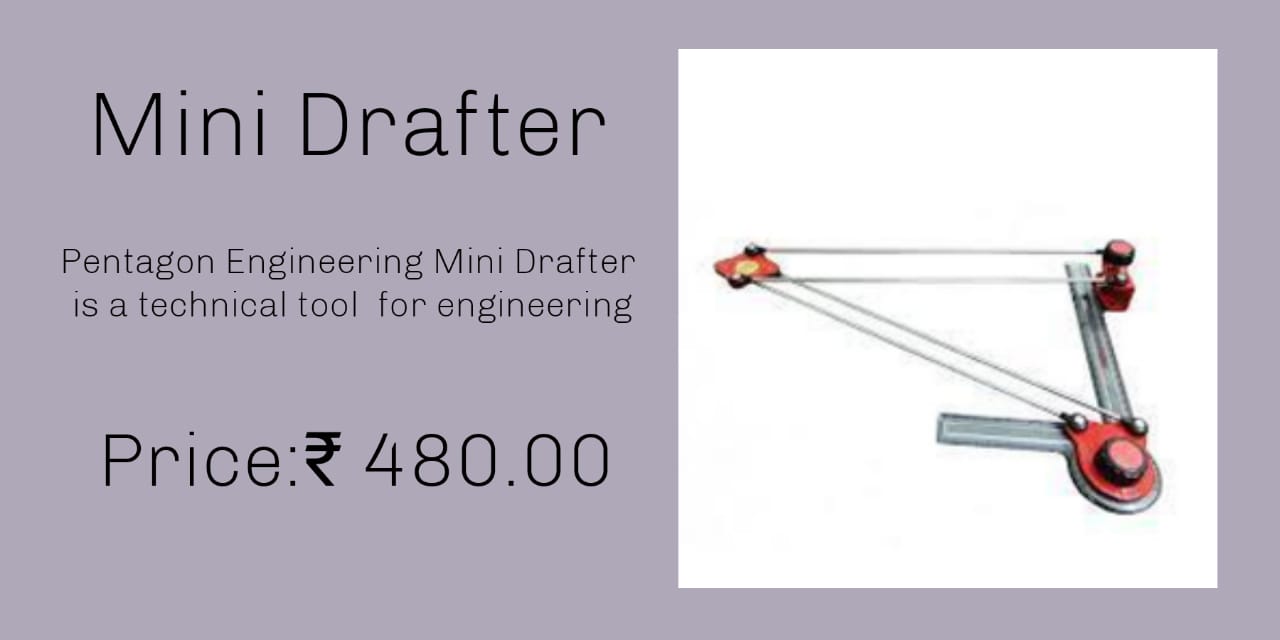 Mini Drafter
Pentagon Engineering Mini Drafter
is a technical tool for engineering
Price:₹ 480.00